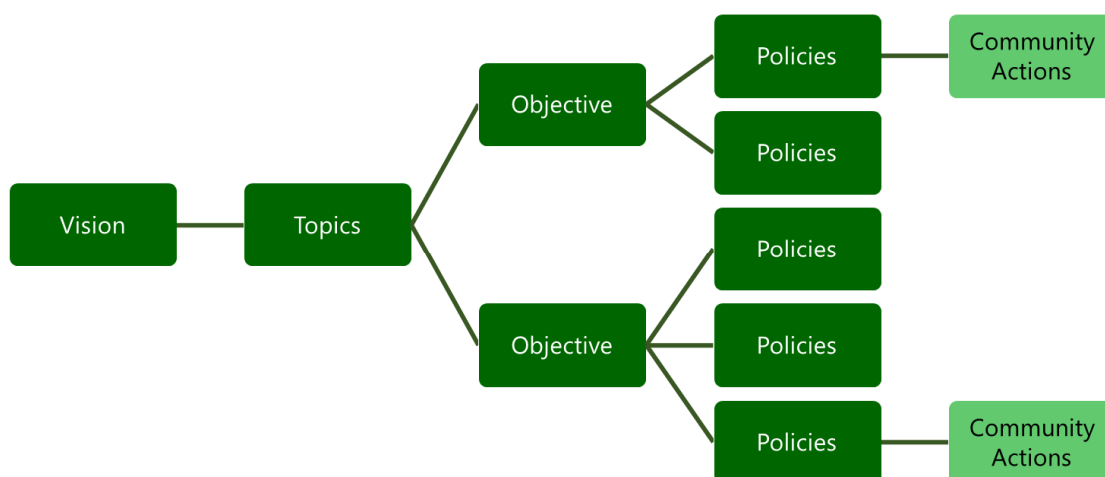 Vision
Topics
Objective
Policies
Community
Actions
Policies
Objective
Policies
Policies
Policies
Community
Actions